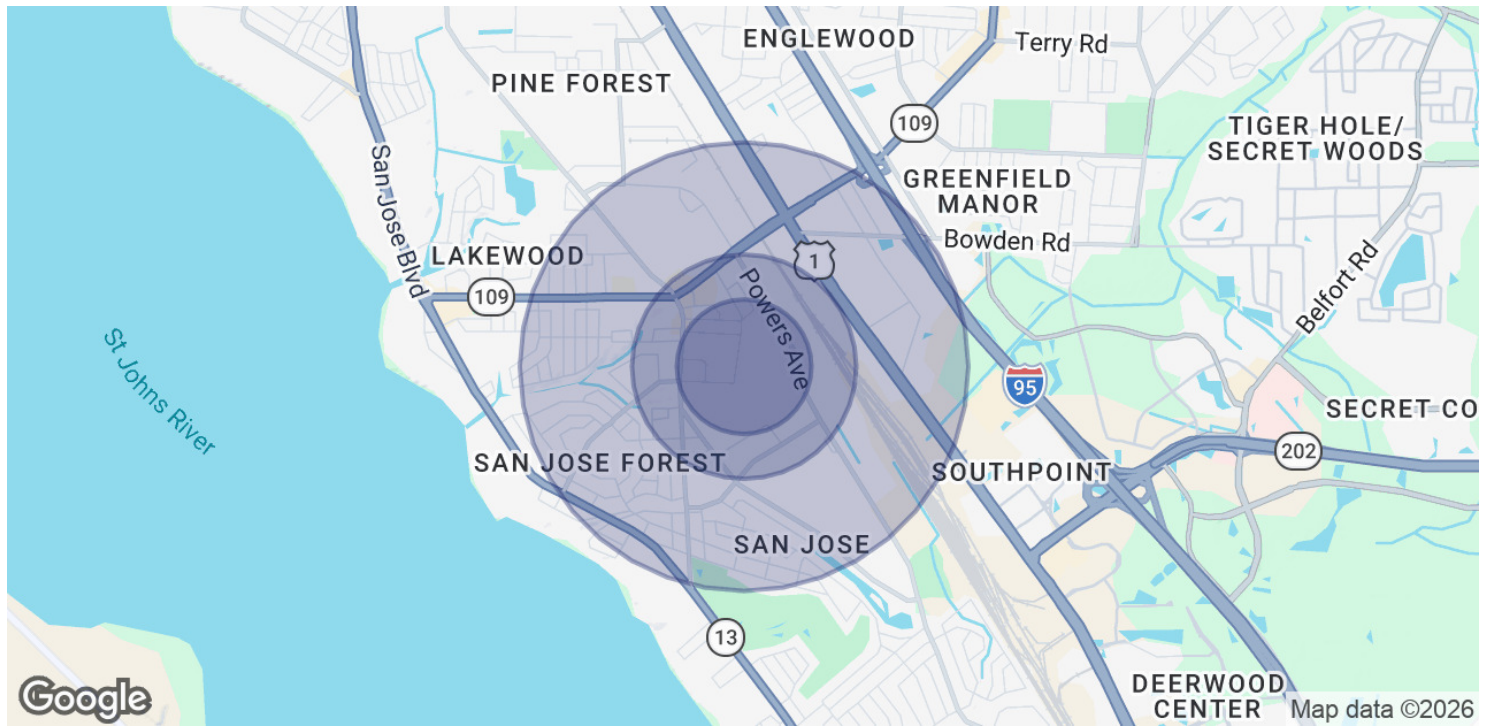 ENGLEWOOD
Terry Rd
PINE FOREST
109
TIGER HOLE/
SECRET WOODS
San Jose Blvd
GREENFIELD
MANOR
Bowden Rd
LAKEWOOD
1
109
Powers Ave
Belfort Rd
St Johns River
95
SECRET CO
202
SAN JOSE FOREST
SOUTHPOINT
SAN JOSE
13
DEERWOOD
CENTER
Google
Map data ©2026